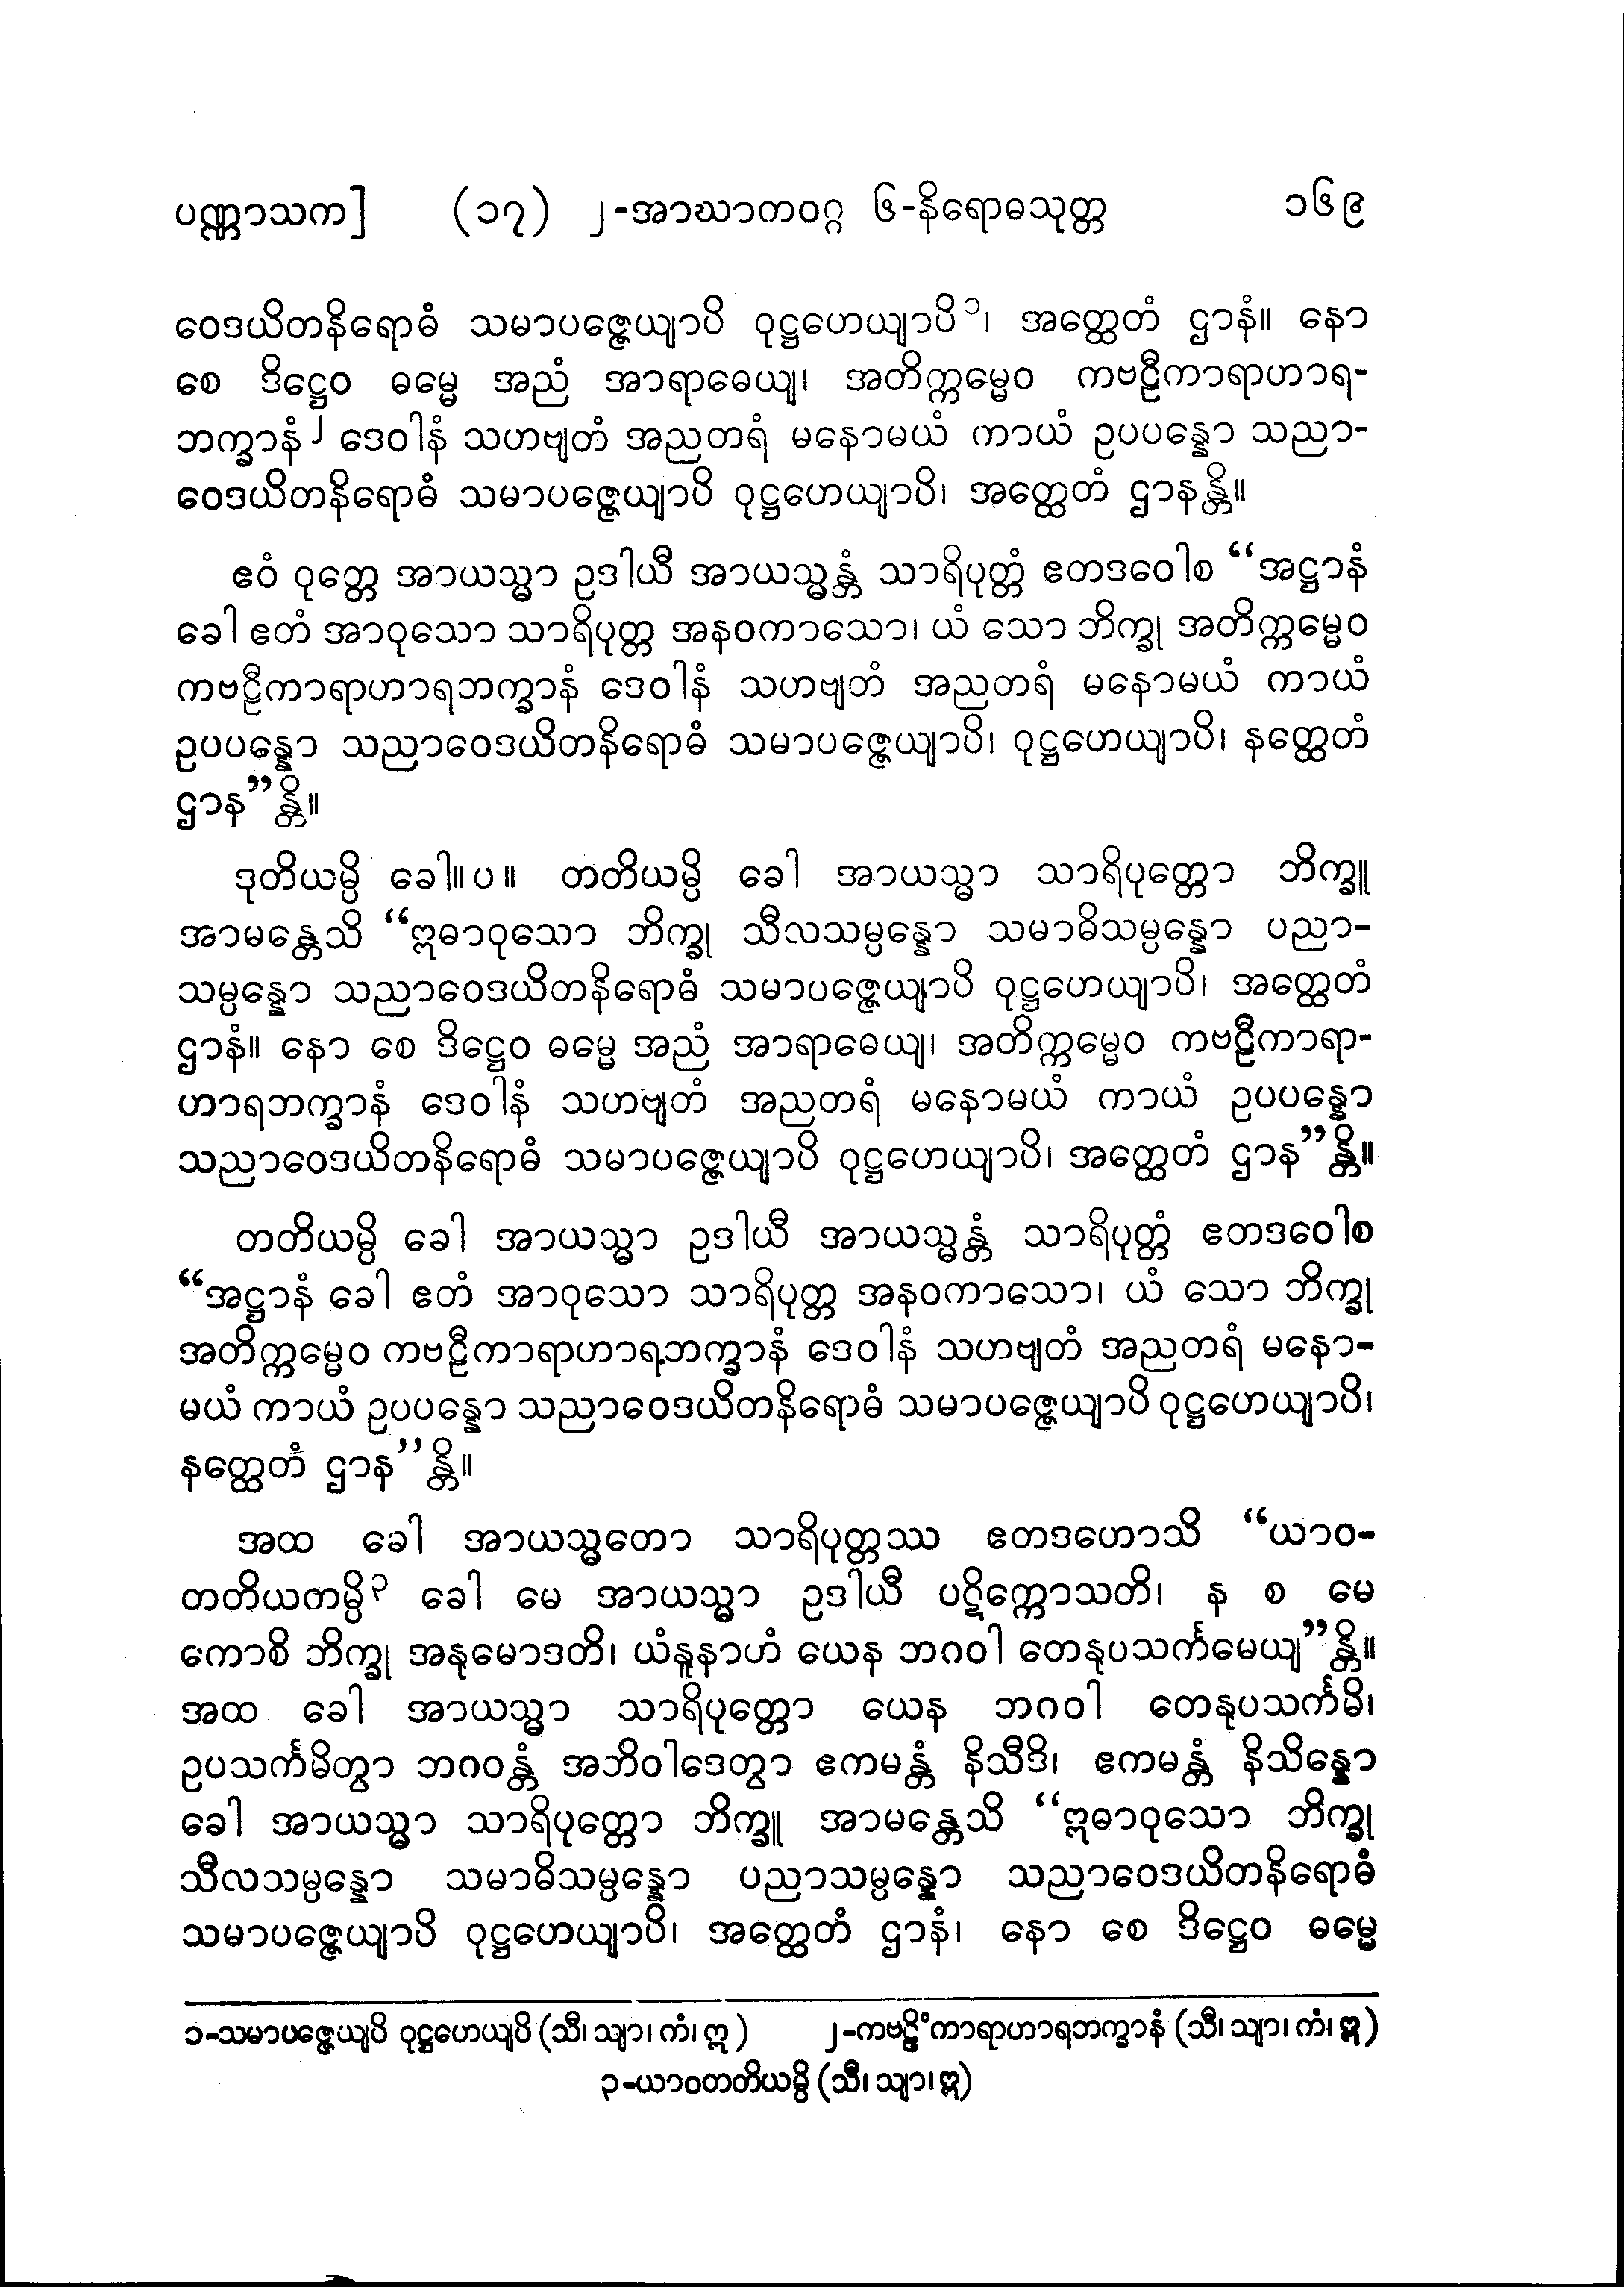 ပဏ္ဏာသက] (၁၇) ၂-အာဃာကဝဂ္ဂ ၆-နိရောဓသုတ္တ ၁၆၉
ဝေဒယိတနိရောဓံ သမာပဇ္ဇေယျာပိ ဝုဋ္ဌဟေယျာပိ၁၊ အတ္ထေတံ ဌာနံ။ နော
စေ ဒိဋ္ဌေဝ ဓမ္မေ အညံ အာရာဓေယျ၊ အတိက္ကမ္မေဝ ကဗဠီကာရာဟာရ-
ဘက္ခာနံ၂ ဒေဝါနံ သဟဗျတံ အညတရံ မနောမယံ ကာယံ ဥပပန္နော သညာ-
ဝေဒယိတနိရောဓံ သမာပဇ္ဇေယျာပိ ဝုဋ္ဌဟေယျာပိ၊ အတ္ထေတံ ဌာနန္တိ။
ဧဝံ ဝုတ္တေ အာယသ္မာ ဥဒါယီ အာယသ္မန္တံ သာရိပုတ္တံ ဧတဒဝေါစ “အဋ္ဌာနံ
ခေါ ဧတံ အာဝုသော သာရိပုတ္တ အနဝကာသော၊ ယံ သော ဘိက္ခု အတိက္ကမ္မေဝ
ကဗဠီကာရာဟာရဘက္ခာနံ ဒေဝါနံ သဟဗျတံ အညတရံ မနောမယံ ကာယံ
ဥပပန္နော သညာဝေဒယိတနိရောဓံ သမာပဇ္ဇေယျာပိ၊ ဝုဋ္ဌဟေယျာပိ၊ နတ္ထေတံ
ဌာန”န္တိ။
ဒုတိယမ္ပိ ခေါ။ပ။ တတိယမ္ပိ ခေါ အာယသ္မာ သာရိပုတ္တော ဘိက္ခူ
အာမန္တေသိ “ဣဓာဝုသော ဘိက္ခု သီလသမ္ပန္နော သမာဓိသမ္ပန္နော ပညာ-
သမ္ပန္နော သညာဝေဒယိတနိရောဓံ သမာပဇ္ဇေယျာပိ ဝုဋ္ဌဟေယျာပိ၊ အတ္ထေတံ
ဌာနံ။ နော စေ ဒိဋ္ဌေဝ ဓမ္မေ အညံ အာရာဓေယျ၊ အတိက္ကမ္မေဝ ကဗဠီကာရာ-
ဟာရဘက္ခာနံ ဒေဝါနံ သဟဗျတံ အညတရံ မနောမယံ ကာယံ ဥပပန္နော
သညာဝေဒယိတနိရောဓံ သမာပဇ္ဇေယျာပိ ဝုဋ္ဌဟေယျာပိ၊ အတ္ထေတံ ဌာန”န္တိ။
တတိယမ္ပိ ခေါ အာယသ္မာ ဥဒါယီ အာယသ္မန္တံ သာရိပုတ္တံ ဧတဒဝေါစ
“အဋ္ဌာနံ ခေါ ဧတံ အာဝုသော သာရိပုတ္တ အနဝကာသော၊ ယံ သော ဘိက္ခု
အတိက္ကမ္မေဝ ကဗဠီကာရာဟာရဘက္ခာနံ ဒေဝါနံ သဟဗျတံ အညတရံ မနော-
မယံ ကာယံ ဥပပန္နော သညာဝေဒယိတနိရောဓံ သမာပဇ္ဇေယျာပိ ဝုဋ္ဌဟေယျာပိ၊
နတ္ထေတံ ဌာန”န္တိ။
အထ ခေါ အာယသ္မတော သာရိပုတ္တဿ ဧတဒဟောသိ “ယာဝ-
တတိယကမ္ပိ၃ ခေါ မေ အာယသ္မာ ဥဒါယီ ပဋိက္ကောသတိ၊ န စ မေ
ကောစိ ဘိက္ခု အနုမောဒတိ၊ ယံနူနာဟံ ယေန ဘဂဝါ တေနုပသင်္ကမေယျ”န္တိ။
အထ ခေါ အာယသ္မာ သာရိပုတ္တော ယေန ဘဂဝါ တေနုပသင်္ကမိ၊
ဥပသင်္ကမိတွာ ဘဂဝန္တံ အဘိဝါဒေတွာ ဧကမန္တံ နိသီဒိ၊ ဧကမန္တံ နိသိန္နော
ခေါ အာယသ္မာ သာရိပုတ္တော ဘိက္ခူ အာမန္တေသိ “ဣဓာဝုသော ဘိက္ခု
သီလသမ္ပန္နော သမာဓိသမ္ပန္နော ပညာသမ္ပန္နော သညာဝေဒယိတနိရောဓံ
သမာပဇ္ဇေယျာပိ ဝုဋ္ဌဟေယျာပိ၊ အတ္ထေတံ ဌာနံ၊ နော စေ ဒိဋ္ဌေဝ ဓမ္မေ
၁-သမာပဇ္ဇေယျပိ ဝုဋ္ဌဟေယျပိ (သီ၊ သျာ၊ ကံ၊ ဣ) ၂-ကဗဠိံကာရာဟာရဘက္ခာနံ (သီ၊ သျာ၊ ကံ၊ ဣ)
၃-ယာဝတတိယမ္ပိ (သီ၊ သျာ၊ ဣ)